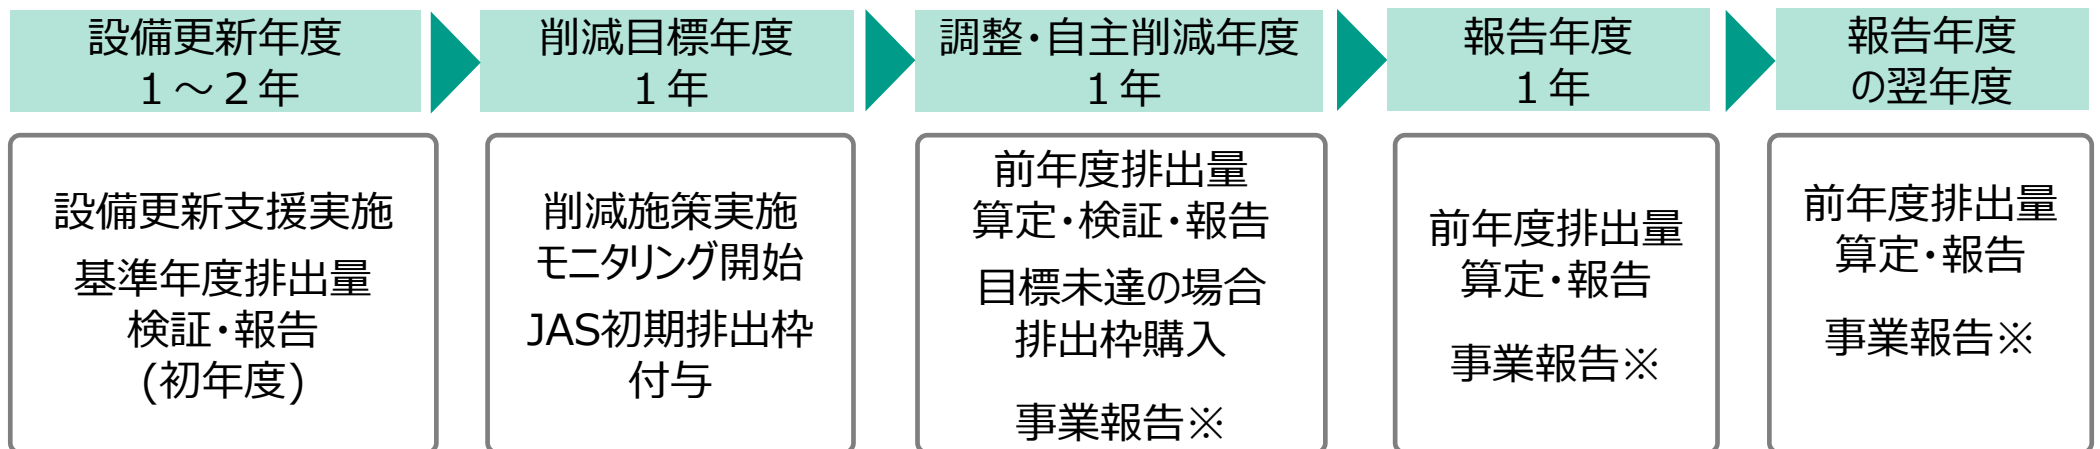 設備更新年度
１～２年
削減目標年度
１年
調整・自主削減年度
１年
報告年度
１年
報告年度
の翌年度
設備更新支援実施
基準年度排出量
検証・報告
(初年度)
削減施策実施
モニタリング開始
JAS初期排出枠
付与
前年度排出量
算定・検証・報告
目標未達の場合
排出枠購入
事業報告※
前年度排出量
算定・報告
事業報告※
前年度排出量
算定・報告
事業報告※